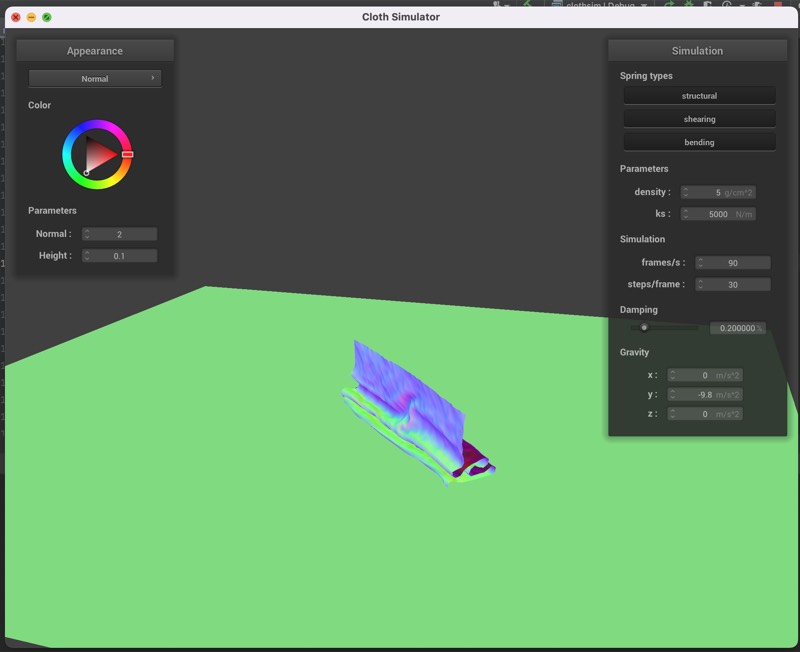 clothsim | Debug
Cloth Simulator
Appearance
Normal
Color
Parameters
Normal : 2
Height : 0.1
Simulation
Spring types
structural
shearing
bending
Parameters
density : 5 g/cm^2
ks : 5000 N/m
Simulation
frames/s : 90
steps/frame : 30
Damping
0.200000 %
Gravity
x : 0 m/s^2
y : -9.8 m/s^2
z : 0 m/s^2